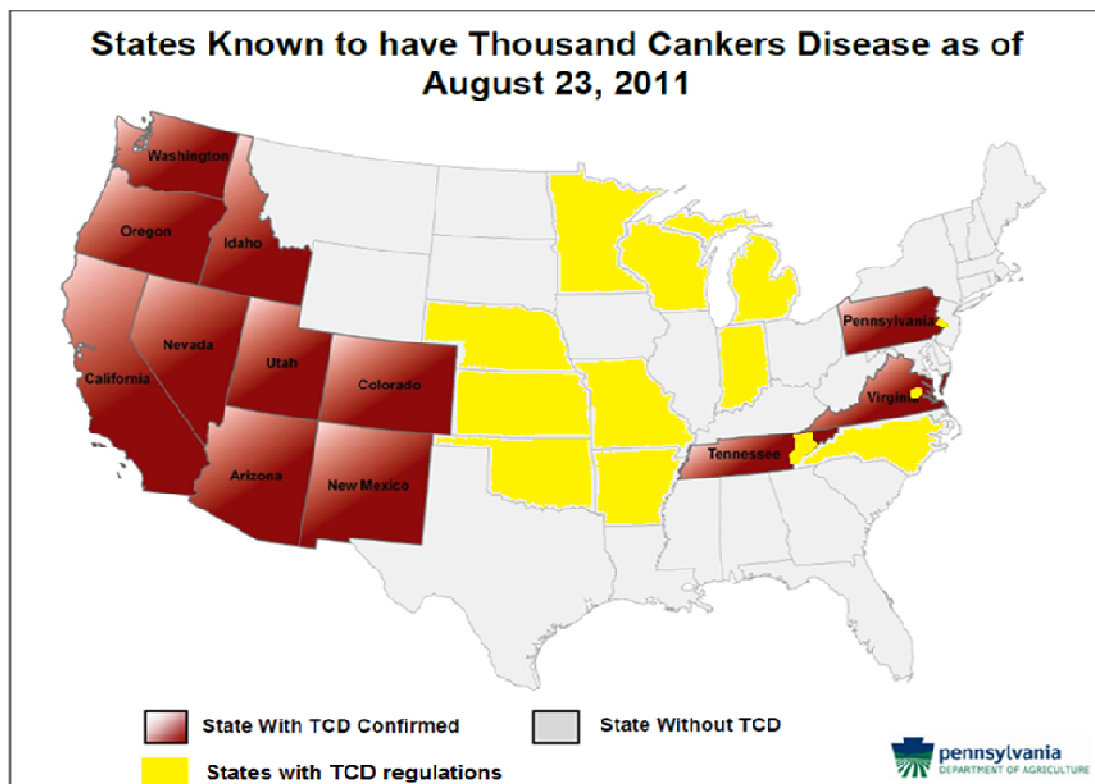 States Known to have Thousand Cankers Disease as of
August 23, 2011
Washington
Oregon
Idaho
Nevada
Utah
Colorado
California
Arizona
New Mexico
Pennsylvania
Virginia
Tennessee
State With TCD Confirmed
State Without TCD
States with TCD regulations
pennsylvania
DEPARTMENT OF AGRICULTURE